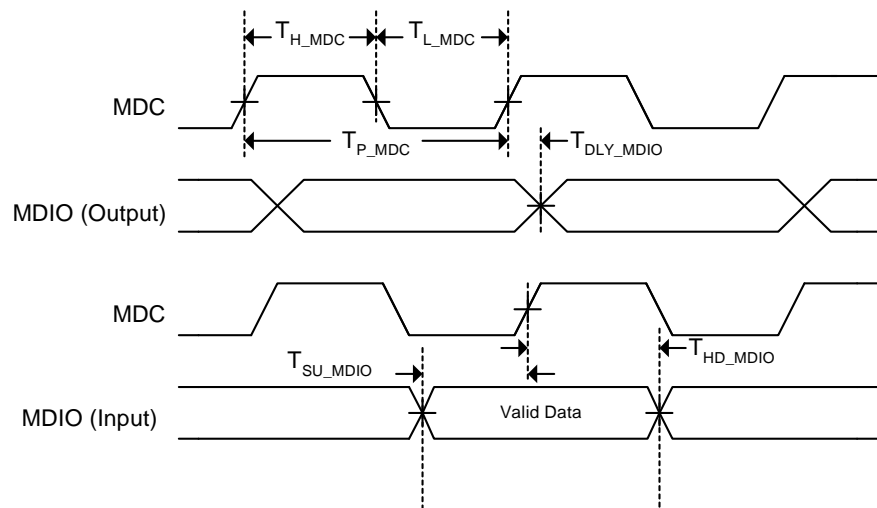 T_H_MDC T_L_MDC
MDC
T_P_MDC T_DLY_MDIO
MDIO (Output)
MDC
T_SU_MDIO T_HD_MDIO
MDIO (Input) Valid Data